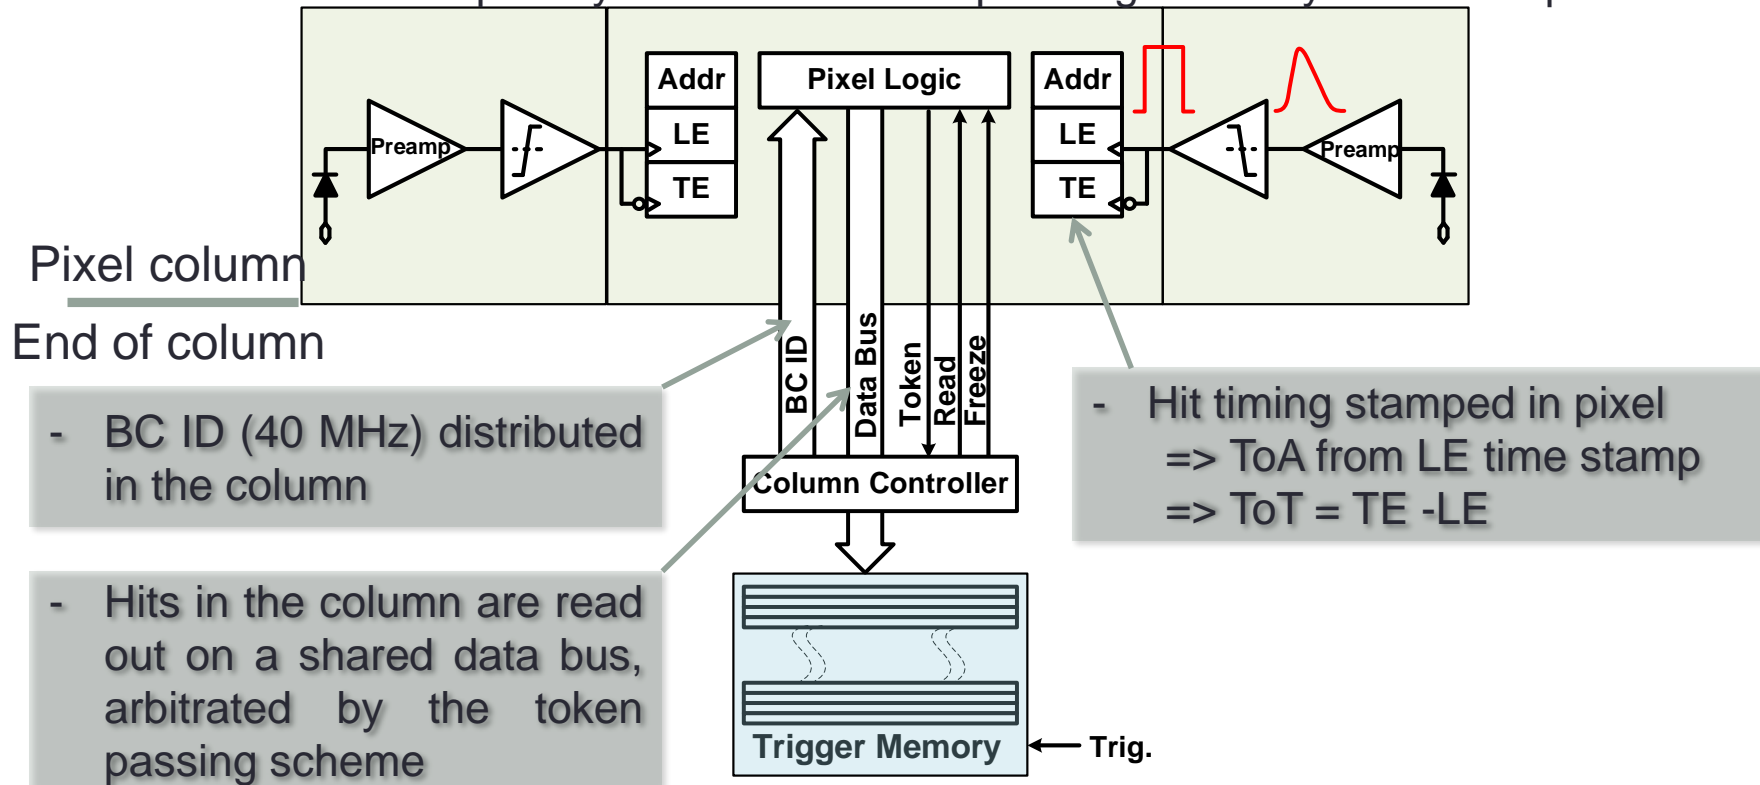 Addr
Pixel Logic
Addr
LE
LE
Preamp
Preamp
TE
TE
Pixel column
End of column
BC ID
Data Bus
Token
Read
Freeze
- BC ID (40 MHz) distributed
in the column
- Hit timing stamped in pixel
=> ToA from LE time stamp
=> ToT = TE -LE
Column Controller
- Hits in the column are read
out on a shared data bus,
arbitrated by the token
passing scheme
Trigger Memory
Trig.